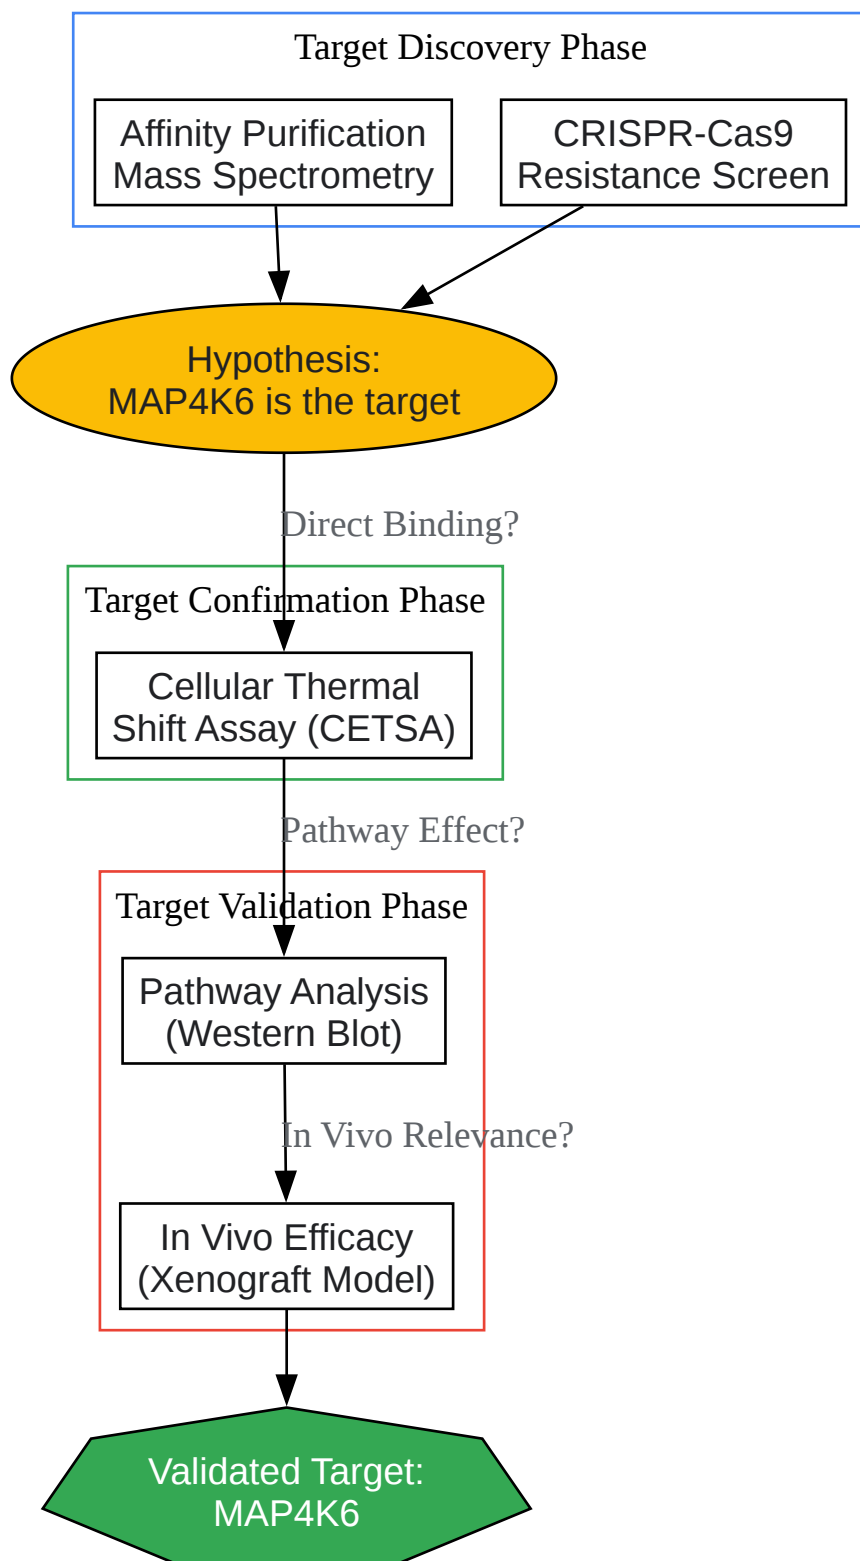 Target Discovery Phase
Affinity Purification
Mass Spectrometry
CRISPR-Cas9
Resistance Screen
Hypothesis:
MAP4K6 is the target
Direct Binding?
Target Confirmation Phase
Cellular Thermal
Shift Assay (CETSA)
Pathway Effect?
Target Validation Phase
Pathway Analysis
(Western Blot)
In Vivo Relevance?
In Vivo Efficacy
(Xenograft Model)
Validated Target:
MAP4K6